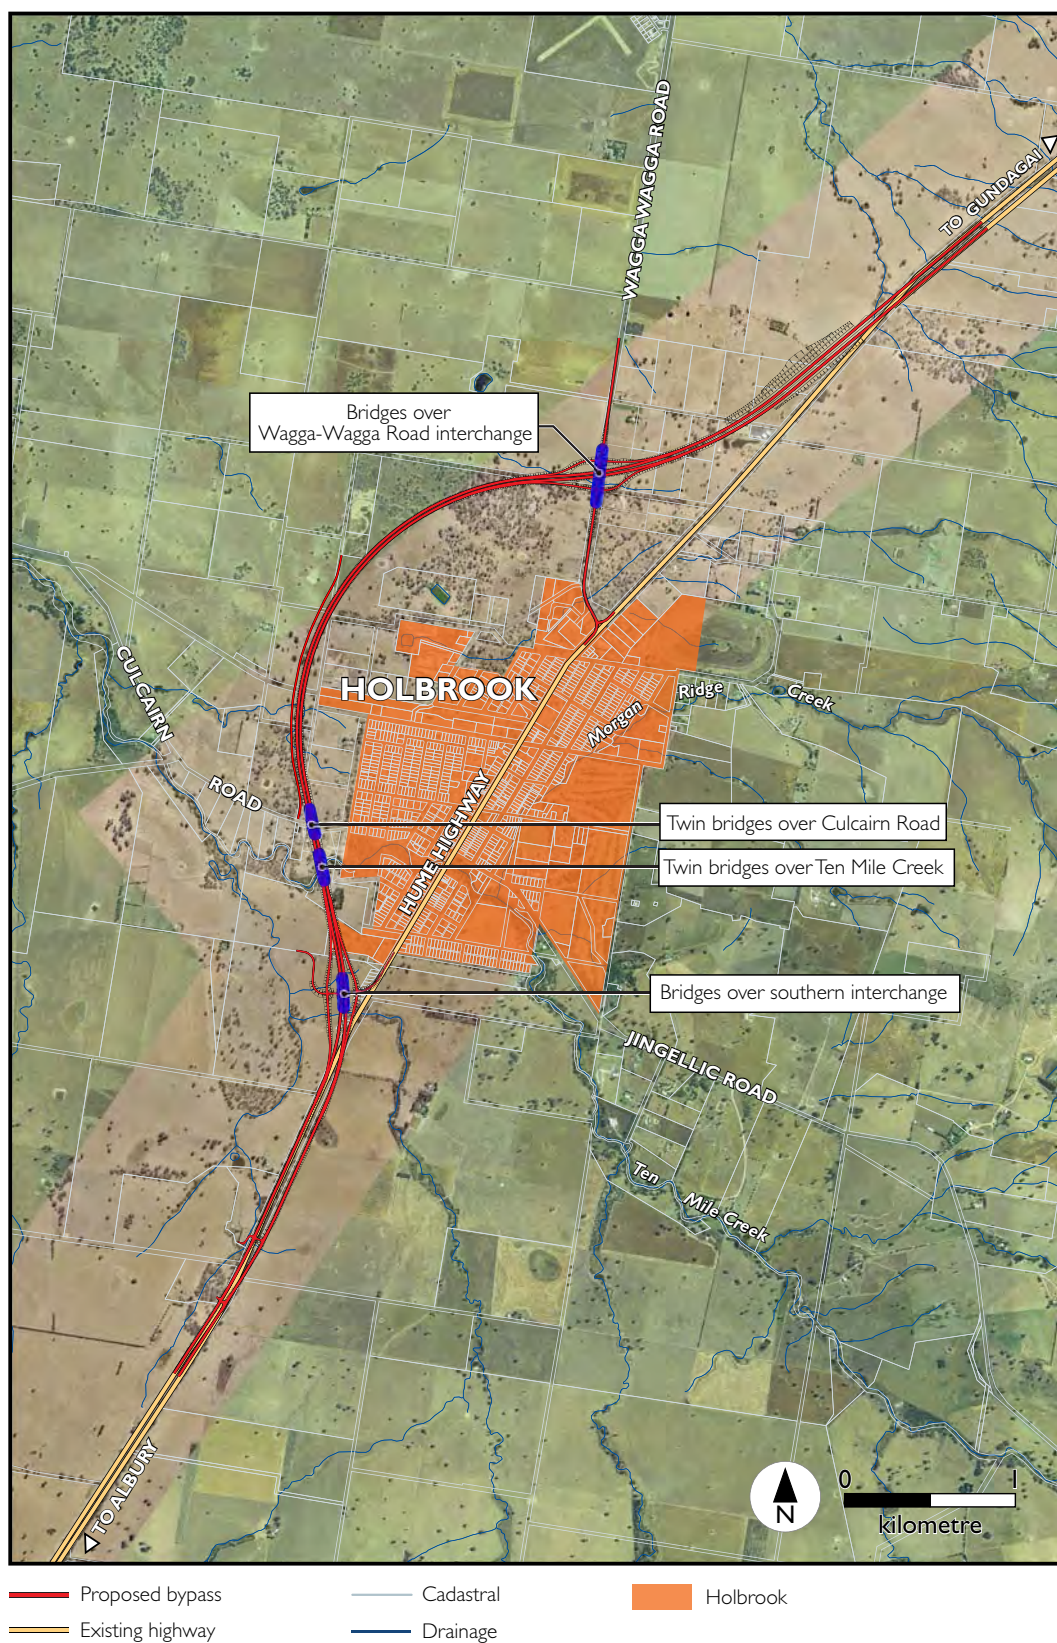 WAGGA WAGGA ROAD
TO GUNDAGAI
Bridges over
Wagga-Wagga Road interchange
CULCAIRN
ROAD
HOLBROOK
Morgan
Ridge
Creek
HUME HIGHWAY
Twin bridges over Culcairn Road
Twin bridges over Ten Mile Creek
Bridges over southern interchange
JINGELLIC ROAD
Ten
Mile Creek
TO ALBURY
N
0 1
kilometre
Proposed bypass
Cadastral
Holbrook
Existing highway
Drainage